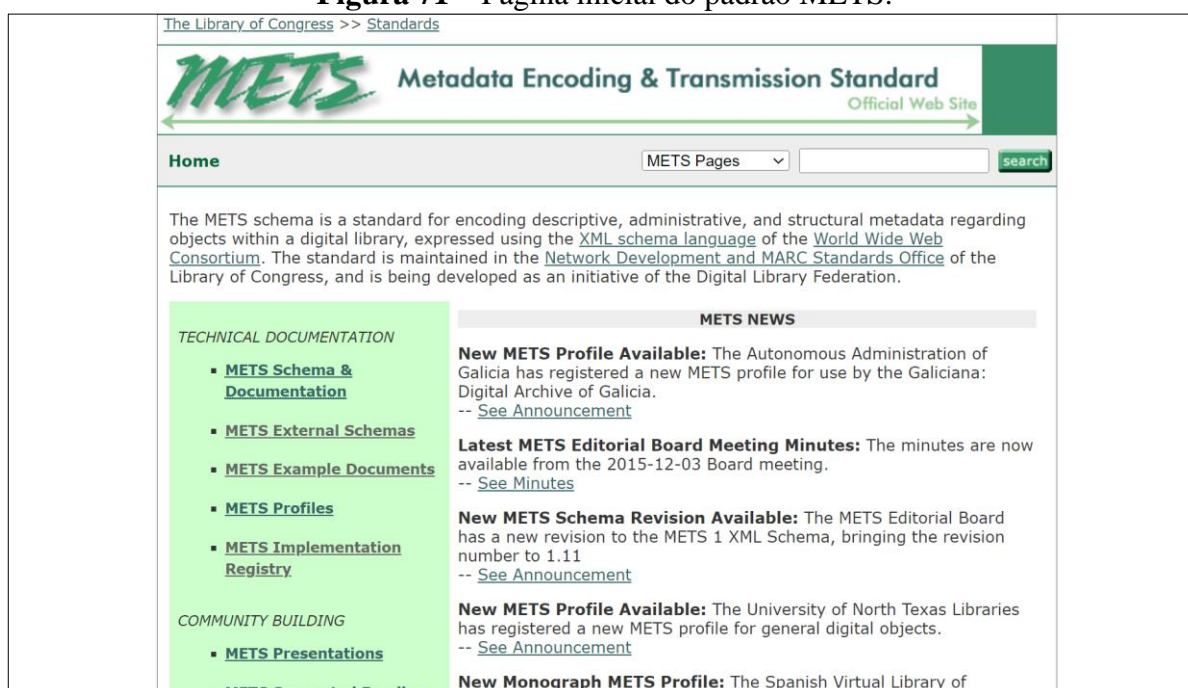 Figura 71 – Página inicial do padrão METS.
The Library of Congress >> Standards
METS
Metadata Encoding & Transmission Standard
Official Web Site
Home
METS Pages
search
The METS schema is a standard for encoding descriptive, administrative, and structural metadata regarding
objects within a digital library, expressed using the XML schema language of the World Wide Web
Consortium. The standard is maintained in the Network Development and MARC Standards Office of the
Library of Congress, and is being developed as an initiative of the Digital Library Federation.
TECHNICAL DOCUMENTATION
METS Schema &
Documentation
METS External Schemas
METS Example Documents
METS Profiles
METS Implementation
Registry
COMMUNITY BUILDING
METS Presentations
METS NEWS
New METS Profile Available: The Autonomous Administration of
Galicia has registered a new METS profile for use by the Galiciana:
Digital Archive of Galicia.
-- See Announcement
Latest METS Editorial Board Meeting Minutes: The minutes are now
available from the 2015-12-03 Board meeting.
-- See Minutes
New METS Schema Revision Available: The METS Editorial Board
has a new revision to the METS 1 XML Schema, bringing the revision
number to 1.11
-- See Announcement
New METS Profile Available: The University of North Texas Libraries
has registered a new METS profile for general digital objects.
-- See Announcement
New Monograph METS Profile: The Spanish Virtual Library of